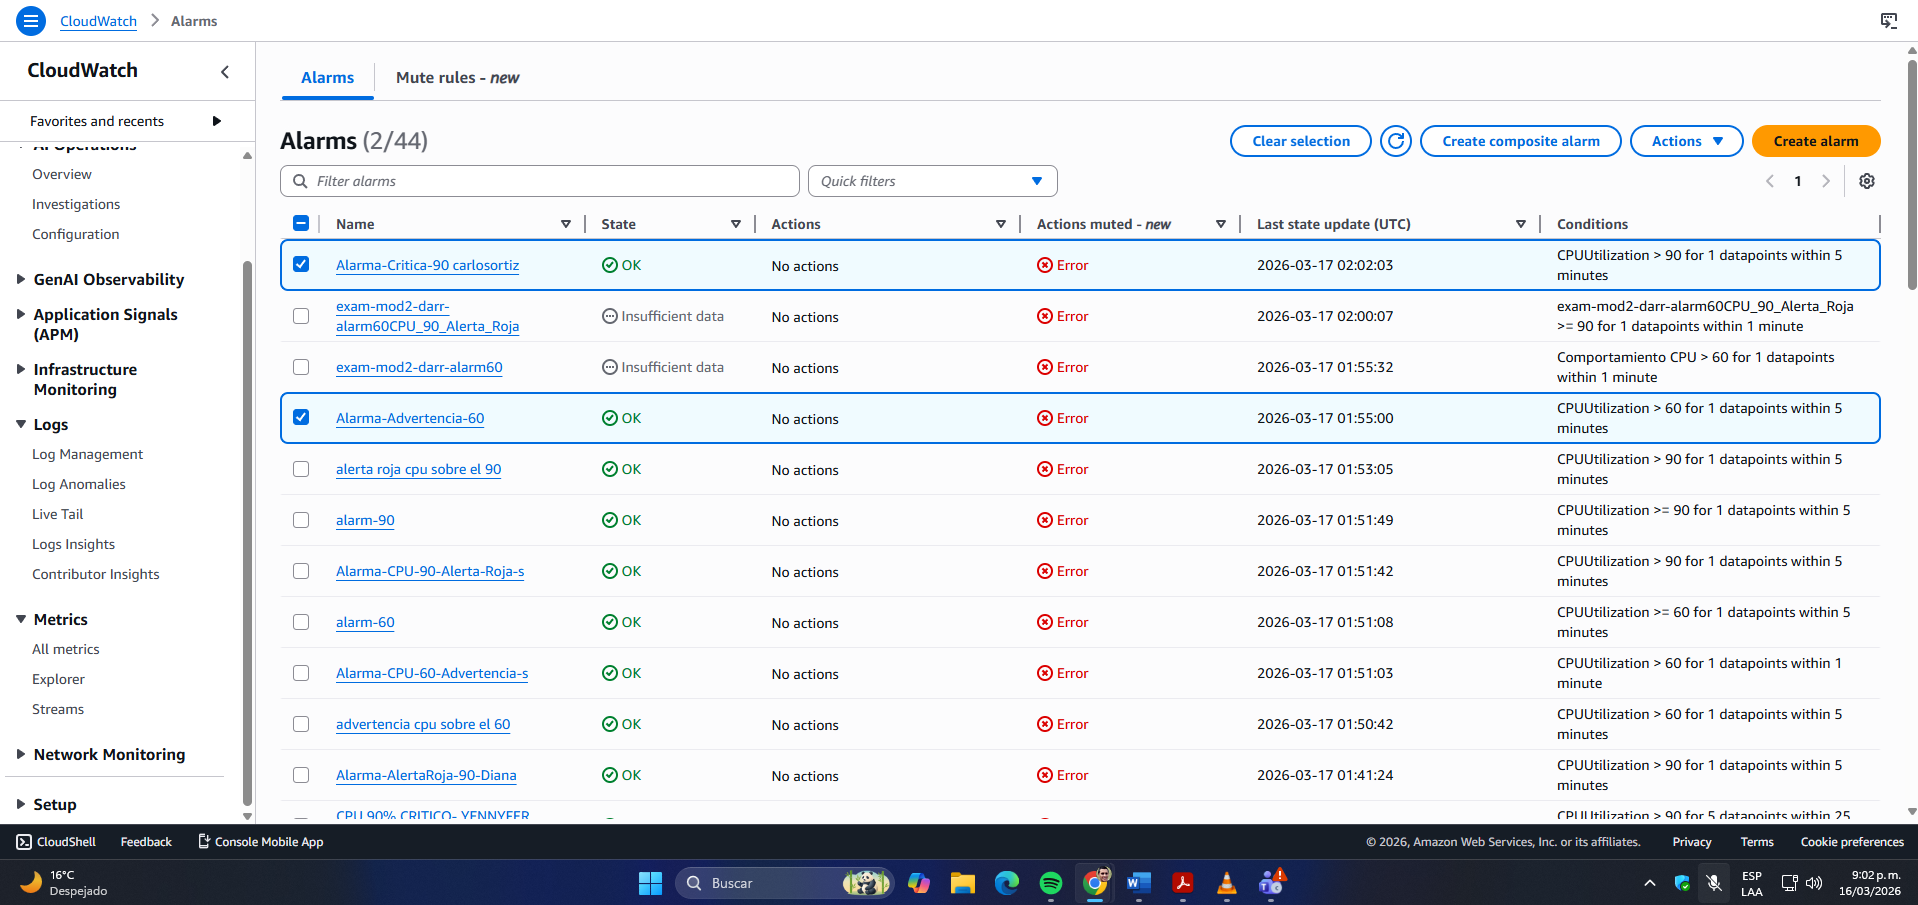 CloudWatch > Alarms
CloudWatch
Favorites and recents
AI Operations
Overview
Investigations
Configuration
GenAI Observability
Application Signals
(APM)
Infrastructure
Monitoring
Logs
Log Management
Log Anomalies
Live Tail
Logs Insights
Contributor Insights
Metrics
All metrics
Explorer
Streams
Network Monitoring
Setup
Alarms
Mute rules - new
Alarms (2/44)
Clear selection
Create composite alarm
Actions
Create alarm
Filter alarms
Quick filters
1
Name State Actions Actions muted - new Last state update (UTC) Conditions
Alarma-Critica-90 carlosortiz OK No actions Error 2026-03-17 02:02:03 CPUUtilization > 90 for 1 datapoints within 5
minutes
exam-mod2-darr- exam-mod2-darr-alarm60CPU_90_Alerta_Roja
alarm60CPU_90_Alerta_Roja Insufficient data No actions Error 2026-03-17 02:00:07 >= 90 for 1 datapoints within 1 minute
exam-mod2-darr-alarm60 Insufficient data No actions Error 2026-03-17 01:55:32 Comportamiento CPU > 60 for 1 datapoints
within 1 minute
Alarma-Advertencia-60 OK No actions Error 2026-03-17 01:55:00 CPUUtilization > 60 for 1 datapoints within 5
minutes
alerta roja cpu sobre el 90 OK No actions Error 2026-03-17 01:53:05 CPUUtilization > 90 for 1 datapoints within 5
minutes
alarm-90 OK No actions Error 2026-03-17 01:51:49 CPUUtilization >= 90 for 1 datapoints within 5
minutes
Alarma-CPU-90-Alerta-Roja-s OK No actions Error 2026-03-17 01:51:42 CPUUtilization > 90 for 1 datapoints within 5
minutes
alarm-60 OK No actions Error 2026-03-17 01:51:08 CPUUtilization >= 60 for 1 datapoints within 5
minutes
Alarma-CPU-60-Advertencia-s OK No actions Error 2026-03-17 01:51:03 CPUUtilization > 60 for 1 datapoints within 1
minute
advertencia cpu sobre el 60 OK No actions Error 2026-03-17 01:50:42 CPUUtilization > 60 for 1 datapoints within 5
minutes
Alarma-AlertaRoja-90-Diana OK No actions Error 2026-03-17 01:41:24 CPUUtilization > 90 for 1 datapoints within 5
minutes
CPU 90% CRITICO- YENNYFER CPUUtilization > 90 for 5 datapoints within 25
CloudShell Feedback Console Mobile App © 2026, Amazon Web Services, Inc. or its affiliates. Privacy Terms Cookie preferences
16°C
Despejado
Buscar
ESP
LAA
9:02 p. m.
16/03/2026